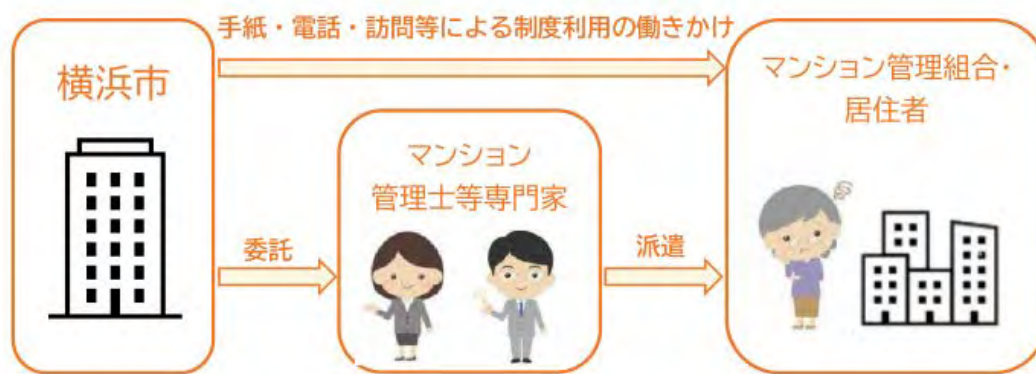 手紙・電話・訪問等による制度利用の働きかけ
横浜市
マンション管理組合・
居住者
マンション
管理士等専門家
委託
派遣